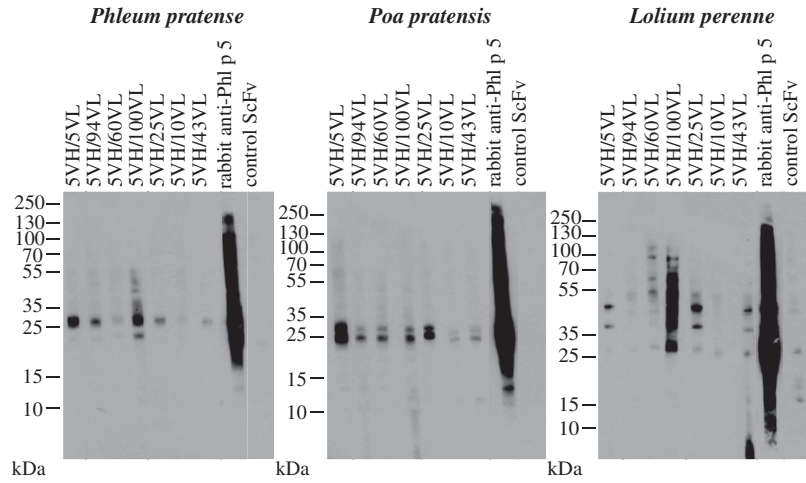 Phleum pratense
5VH/5VL
5VH/94VL
5VH/60VL
5VH/100VL
5VH/25VL
5VH/10VL
5VH/43VL
rabbit anti-Phl p 5
control ScFv
250
130
100
70
55
35
25
15
10
kDa
Poa pratensis
5VH/5VL
5VH/94VL
5VH/60VL
5VH/100VL
5VH/25VL
5VH/10VL
5VH/43VL
rabbit anti-Phl p 5
control ScFv
250
130
100
70
55
35
25
15
10
kDa
Lolium perenne
5VH/5VL
5VH/94VL
5VH/60VL
5VH/100VL
5VH/25VL
5VH/10VL
5VH/43VL
rabbit anti-Phl p 5
control ScFv
250
130
100
70
55
35
25
15
10
kDa